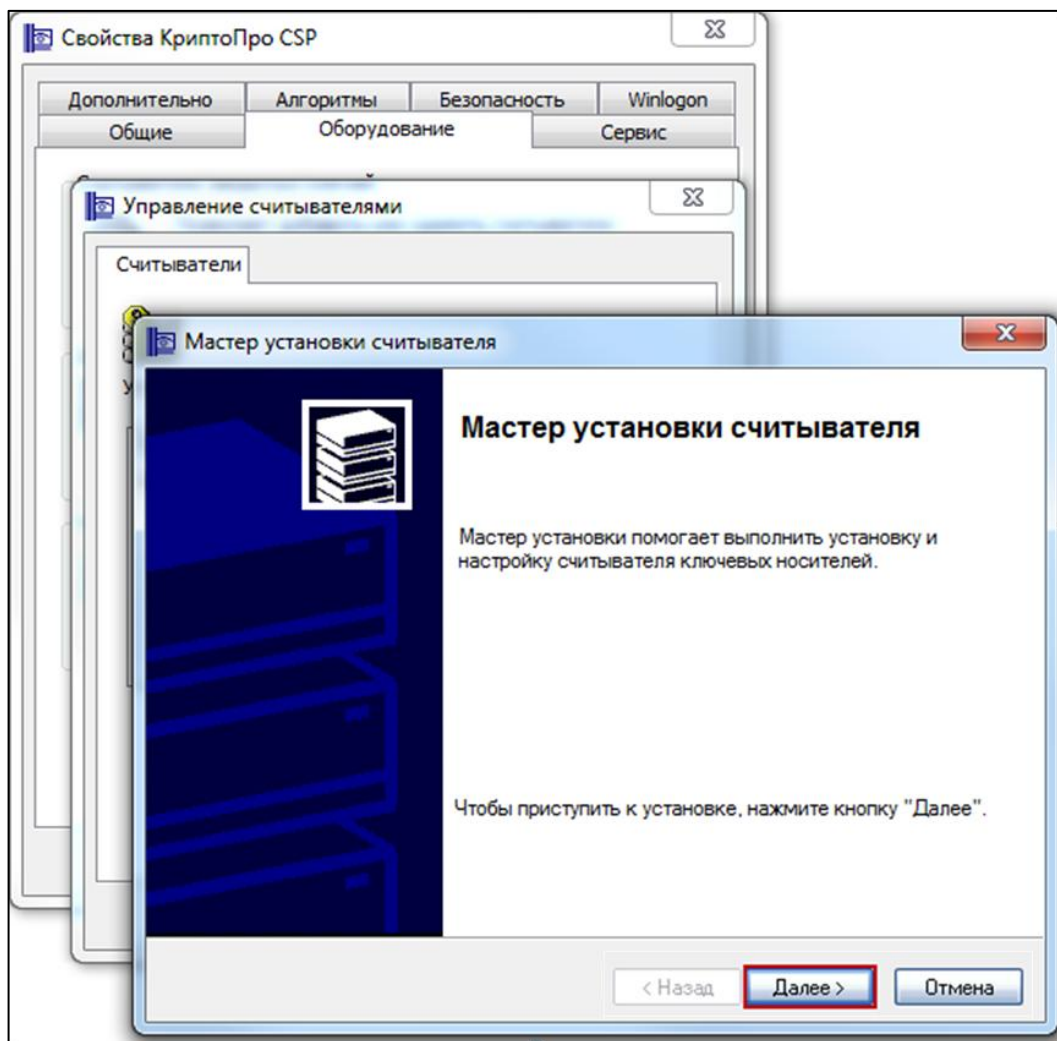 Свойства КриптоПро CSP
Дополнительно
Алгоритмы
Безопасность
Winlogon
Общие
Оборудование
Сервис
Управление считывателями
Считыватели
Мастер установки считывателя
Мастер установки считывателя
Мастер установки помогает выполнить установку и
настройку считывателя ключевых носителей.
Чтобы приступить к установке, нажмите кнопку "Далее".
< Назад
Далее >
Отмена